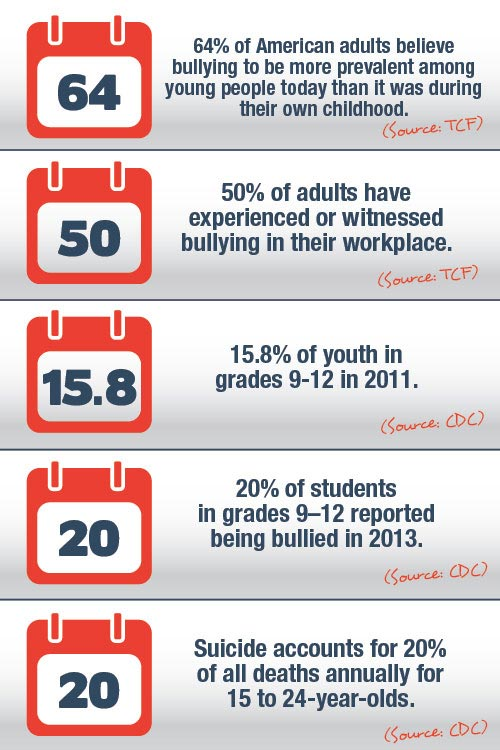 64
64% of American adults believe
bullying to be more prevalent among
young people today than it was during
their own childhood.
(Source: TCF)
50
50% of adults have
experienced or witnessed
bullying in their workplace.
(Source: TCF)
15.8
15.8% of youth in
grades 9-12 in 2011.
(Source: CDC)
20
20% of students
in grades 9–12 reported
being bullied in 2013.
(Source: CDC)
20
Suicide accounts for 20%
of all deaths annually for
15 to 24-year-olds.
(Source: CDC)